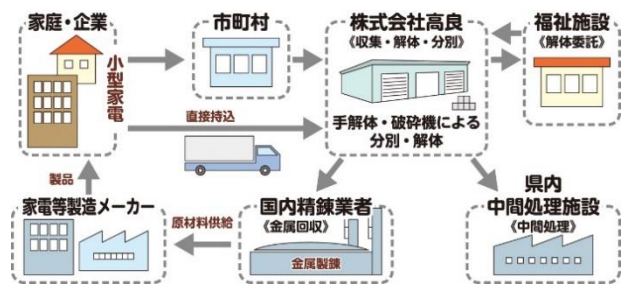 家庭・企業
市町村
株式会社高良
《収集・解体・分別》
福祉施設
《解体委託》
小型家電
直接持込
手解体・破砕機による
分別・解体
製品
家電等製造メーカー
原材料供給
国内精錬業者
《金属回収》
金属製錬
県内
中間処理施設
《中間処理》